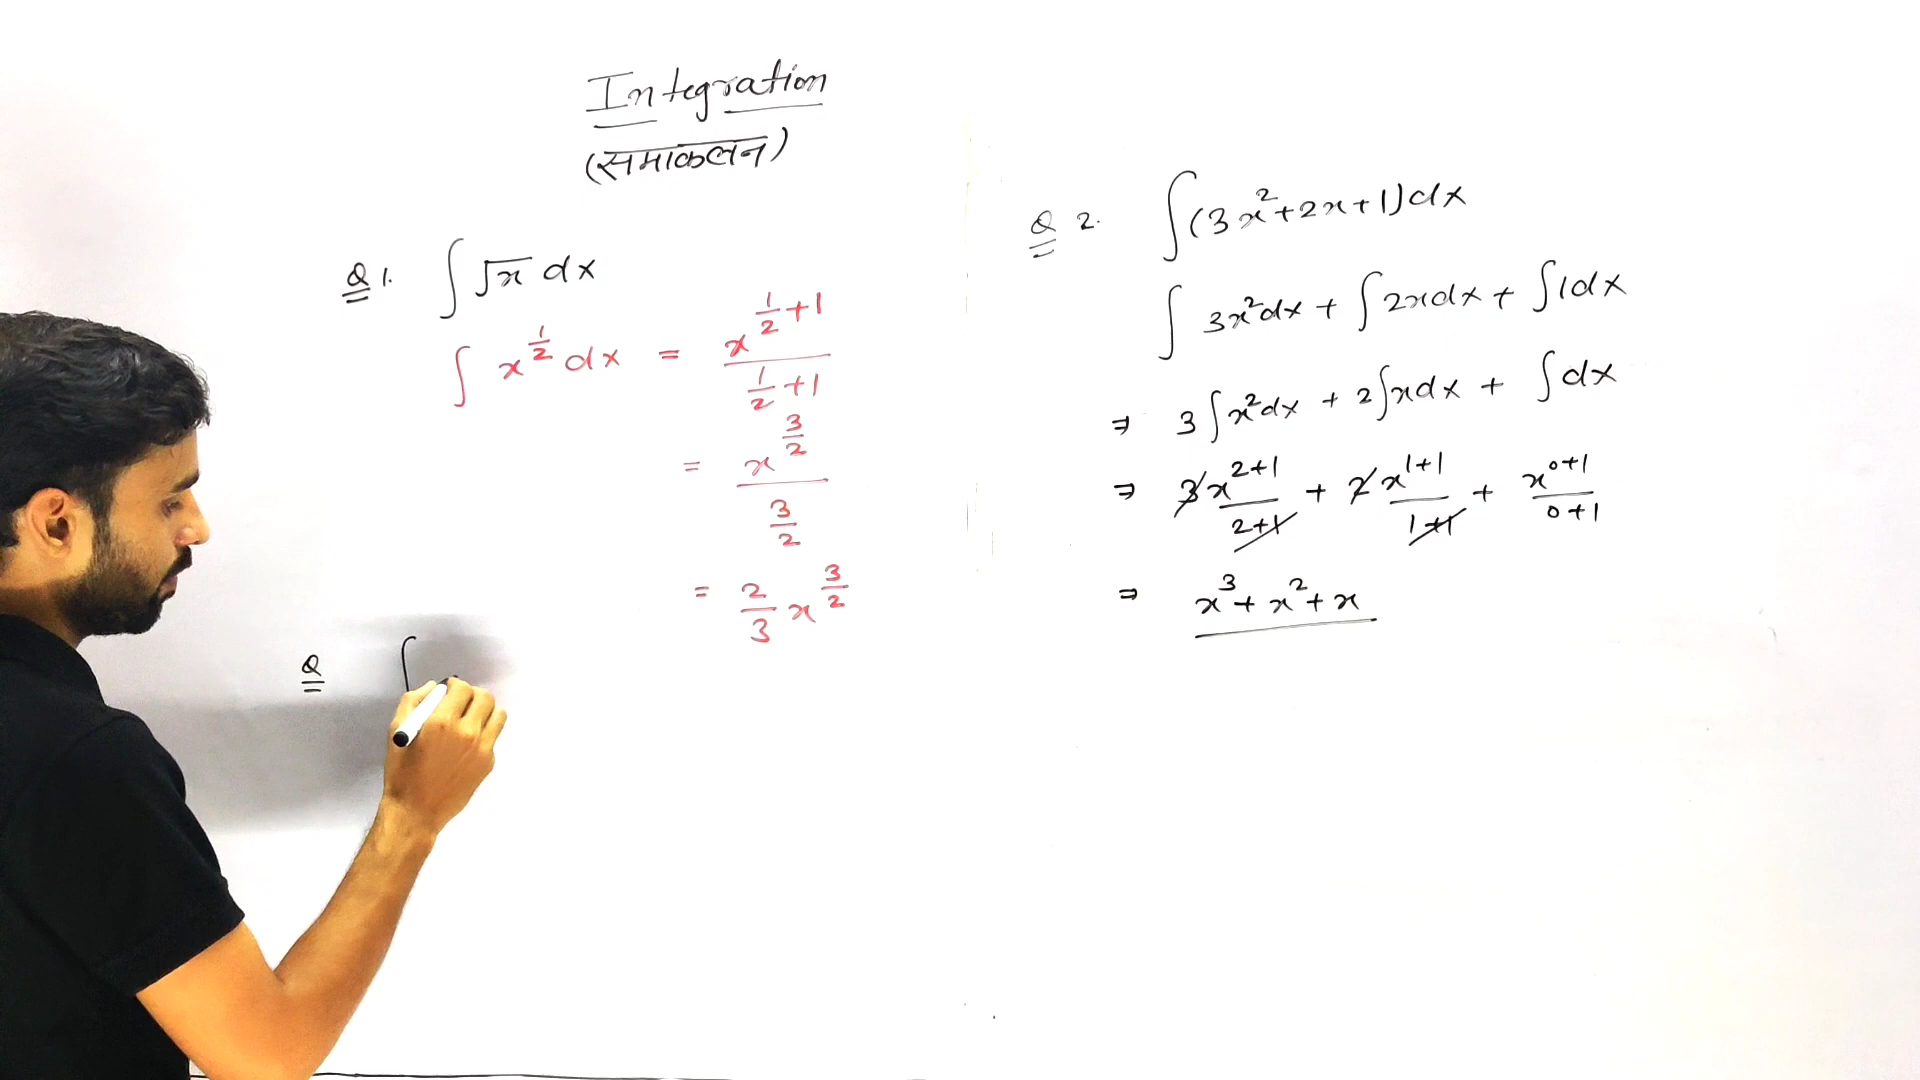 Integration
(समाकलन)
Q 1. ∫ √x dx
∫ x^(1/2) dx = x^(1/2 + 1) / (1/2 + 1)
= x^(3/2) / (3/2)
= 2/3 x^(3/2)
Q ∫
Q 2. ∫(3x²+2x+1)dx
∫ 3x²dx + ∫2xdx + ∫1dx
⇒ 3∫x²dx + 2∫xdx + ∫dx
⇒ 3x^(2+1)/(2+1) + 2x^(1+1)/(1+1) + x^(0+1)/(0+1)
⇒ x³+x²+x